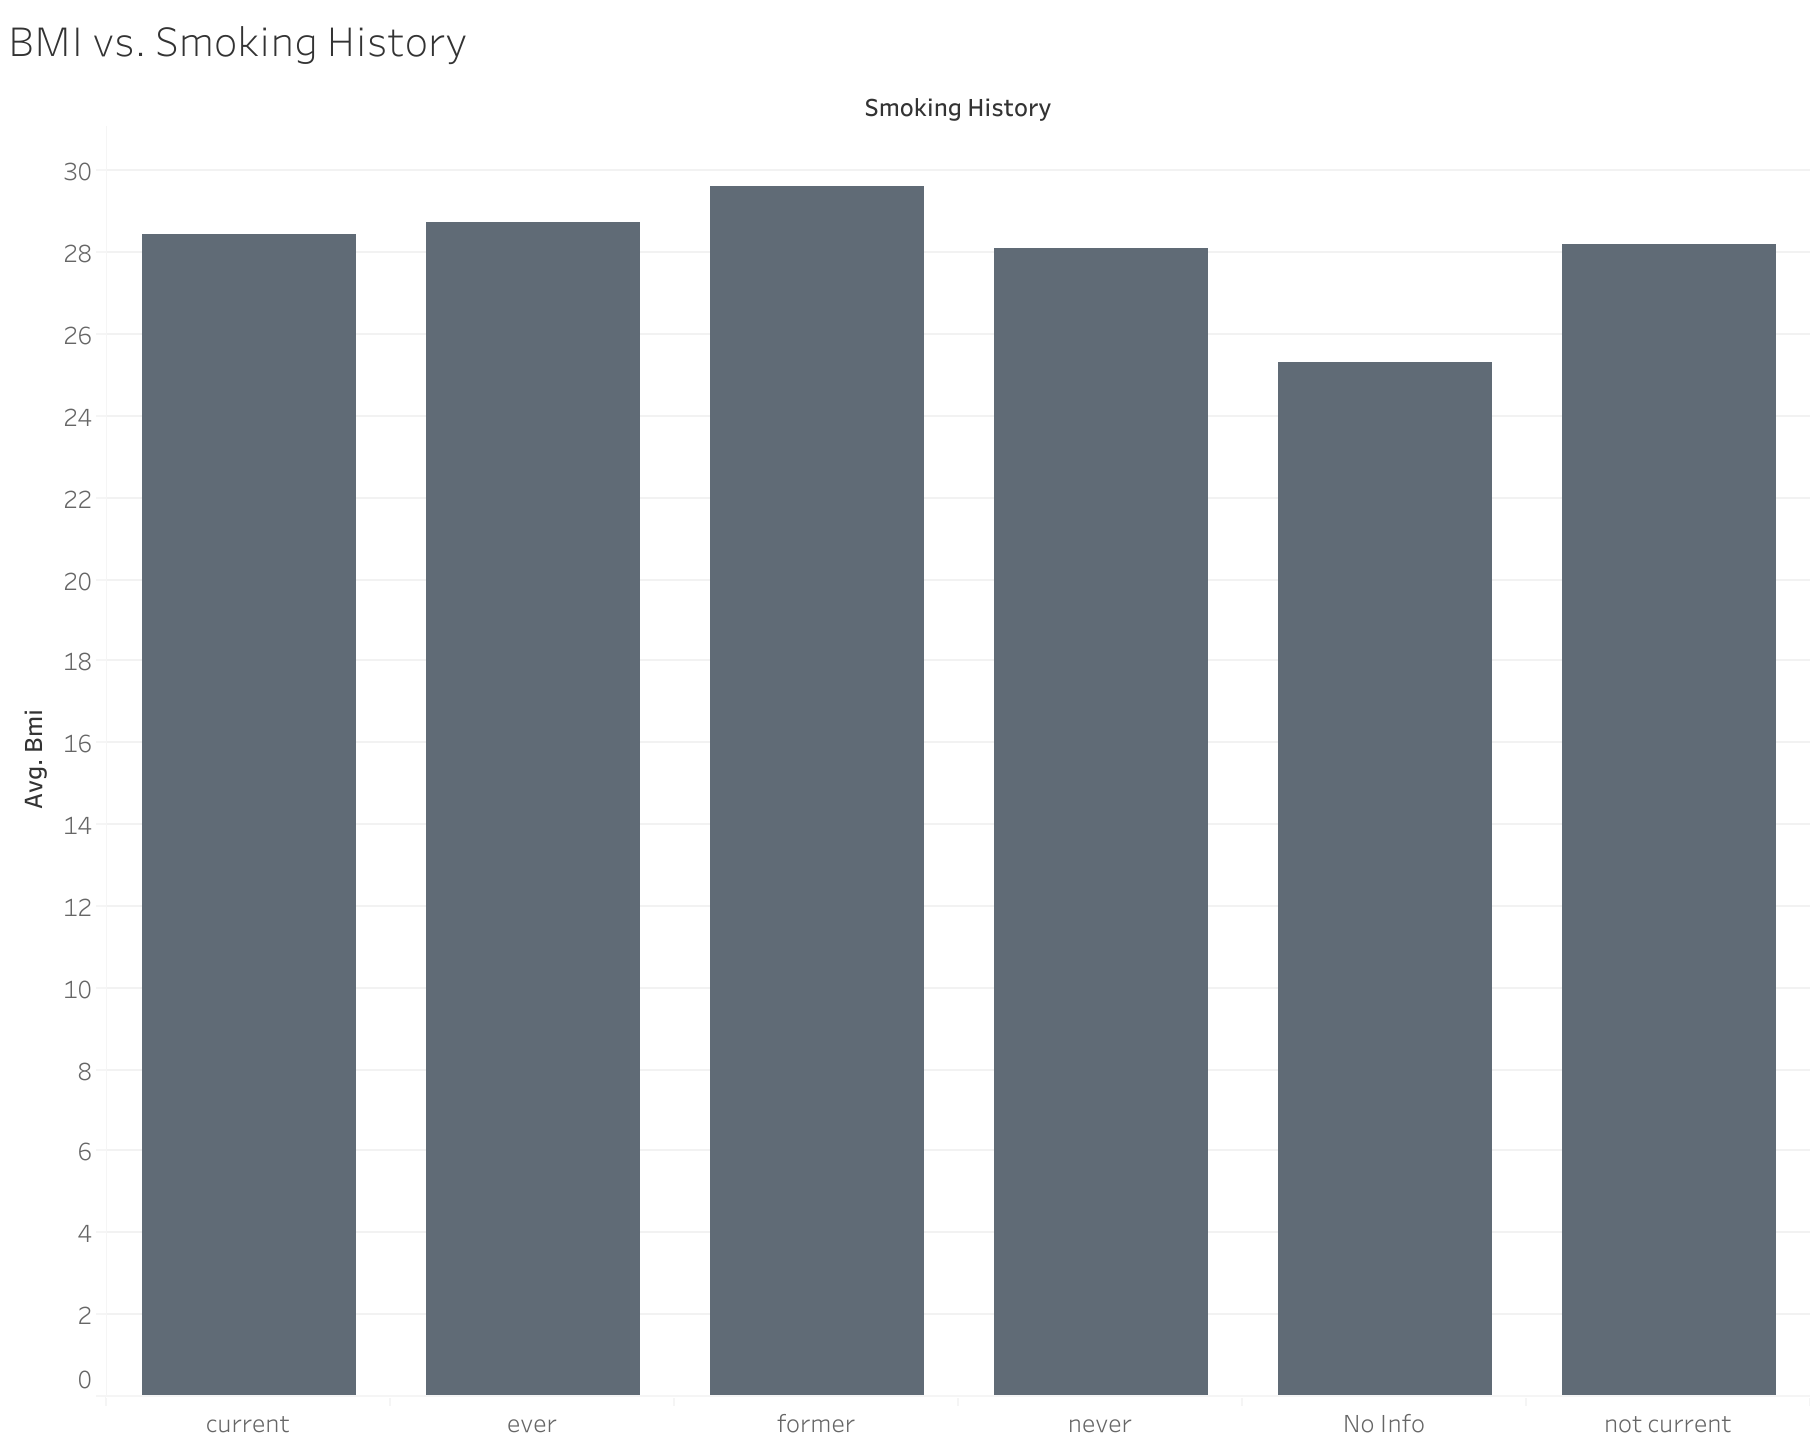 BMI vs. Smoking History
Smoking History
30
28
26
24
22
20
18
16
14
12
10
8
6
4
2
0
Avg. Bmi
current
ever
former
never
No Info
not current